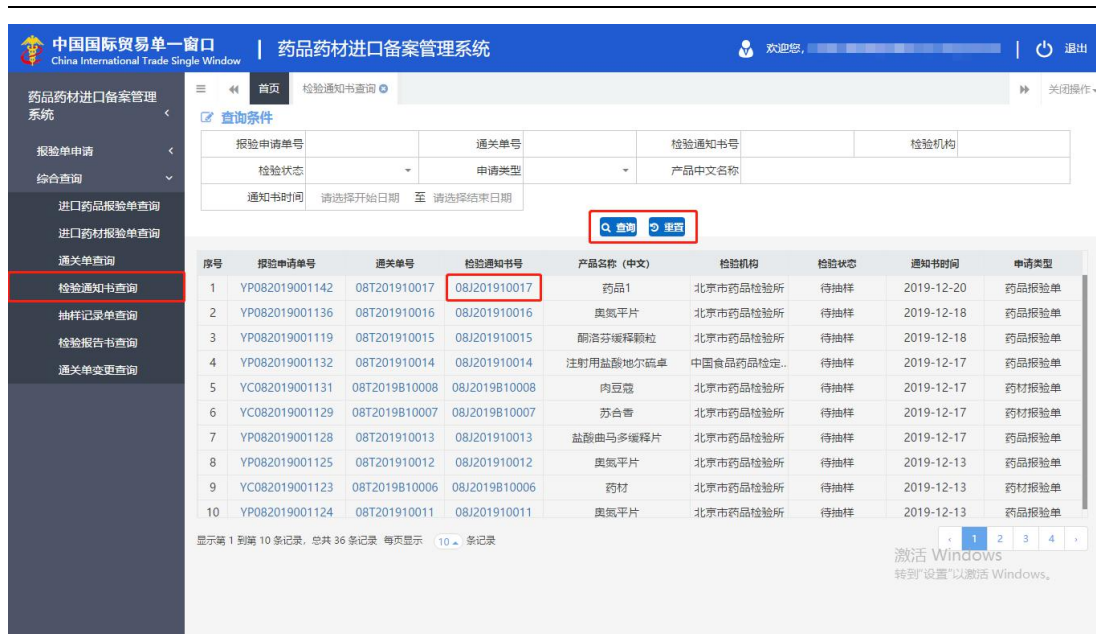 中国国际贸易单一窗口 | 药品药材进口备案管理系统 欢迎您, | 退出
China International Trade Single Window
药品药材进口备案管理系统
报验单申请
综合查询
进口药品报验单查询
进口药材报验单查询
通关单查询
检验通知书查询
抽样记录单查询
检验报告书查询
通关单变更查询
首页 检验通知书查询 关闭操作
查询条件
报验申请单号 通关单号 检验通知书号 检验机构
检验状态 申请类型 产品中文名称
通知书时间 请选择开始日期 至 请选择结束日期
查询 重置
序号 报验申请单号 通关单号 检验通知书号 产品名称（中文） 检验机构 检验状态 通知书时间 申请类型
1 YP082019001142 08T201910017 08J201910017 药品1 北京市药品检验所 待抽样 2019-12-20 药品报验单
2 YP082019001136 08T201910016 08J201910016 奥氮平片 北京市药品检验所 待抽样 2019-12-18 药品报验单
3 YP082019001119 08T201910015 08J201910015 酮洛芬缓释颗粒 北京市药品检验所 待抽样 2019-12-18 药品报验单
4 YP082019001132 08T201910014 08J201910014 注射用盐酸地尔硫卓 中国食品药品检定.. 待抽样 2019-12-17 药品报验单
5 YC082019001131 08T2019B10008 08J2019B10008 肉豆蔻 北京市药品检验所 待抽样 2019-12-17 药材报验单
6 YC082019001129 08T2019B10007 08J2019B10007 苏合香 北京市药品检验所 待抽样 2019-12-17 药材报验单
7 YP082019001128 08T201910013 08J201910013 盐酸曲马多缓释片 北京市药品检验所 待抽样 2019-12-17 药品报验单
8 YP082019001125 08T201910012 08J201910012 奥氮平片 北京市药品检验所 待抽样 2019-12-13 药品报验单
9 YC082019001123 08T2019B10006 08J2019B10006 药材 北京市药品检验所 待抽样 2019-12-13 药材报验单
10 YP082019001124 08T201910011 08J201910011 奥氮平片 北京市药品检验所 待抽样 2019-12-13 药品报验单
显示第 1 到第 10 条记录，总共 36 条记录 每页显示 10 条记录 ‹ 1 2 3 4 ›
激活 Windows
转到"设置"以激活 Windows。